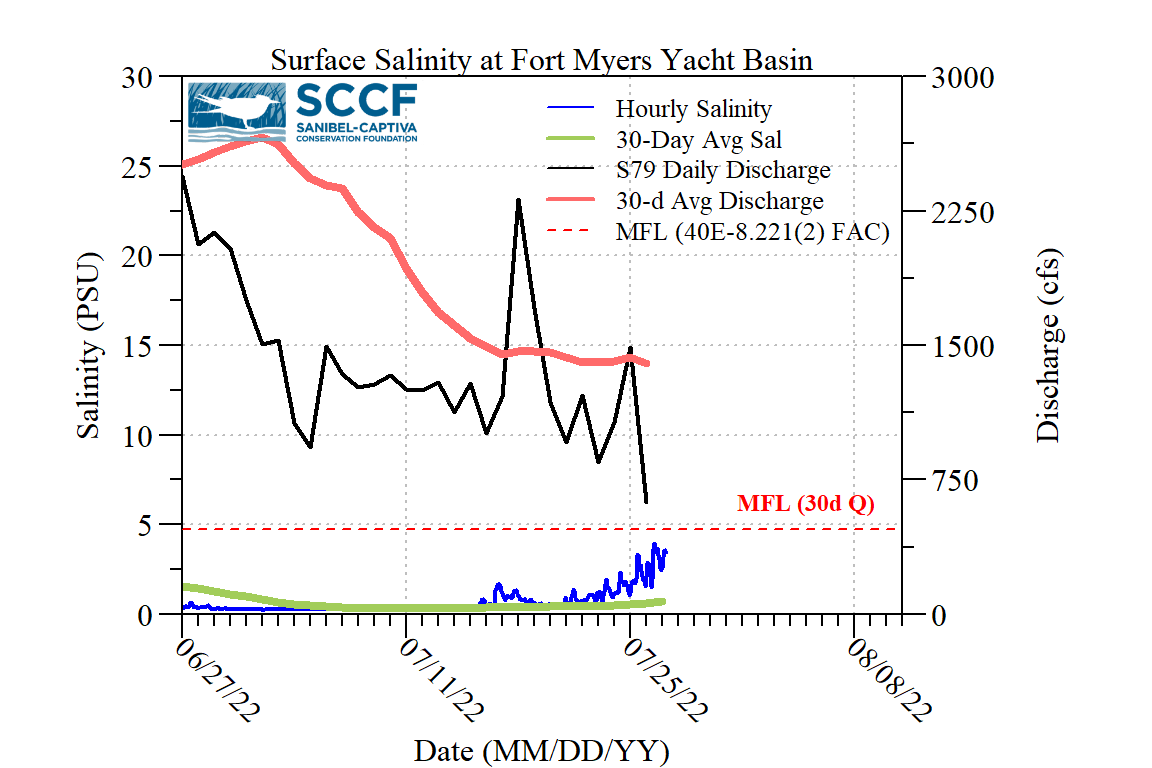 Surface Salinity at Fort Myers Yacht Basin
SCCF
SANIBEL-CAPTIVA
CONSERVATION FOUNDATION
Hourly Salinity
30-Day Avg Sal
S79 Daily Discharge
30-d Avg Discharge
MFL (40E-8.221(2) FAC)
30
25
20
15
10
5
0
Salinity (PSU)
3000
2250
1500
750
0
Discharge (cfs)
MFL (30d Q)
06/27/22
07/11/22
07/25/22
08/08/22
Date (MM/DD/YY)